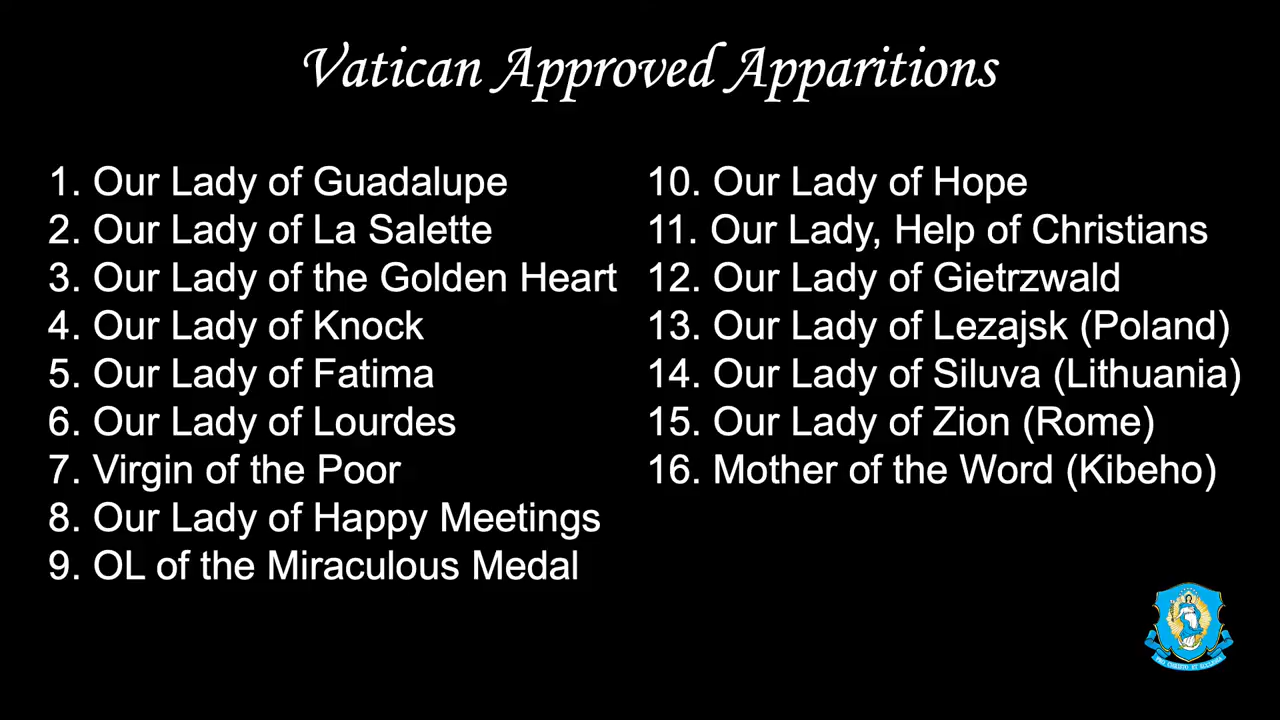 Vatican Approved Apparitions
1. Our Lady of Guadalupe
2. Our Lady of La Salette
3. Our Lady of the Golden Heart
4. Our Lady of Knock
5. Our Lady of Fatima
6. Our Lady of Lourdes
7. Virgin of the Poor
8. Our Lady of Happy Meetings
9. OL of the Miraculous Medal
10. Our Lady of Hope
11. Our Lady, Help of Christians
12. Our Lady of Gietrzwald
13. Our Lady of Lezajsk (Poland)
14. Our Lady of Siluva (Lithuania)
15. Our Lady of Zion (Rome)
16. Mother of the Word (Kibeho)
PRO CHRISTO ET ECCLESIA